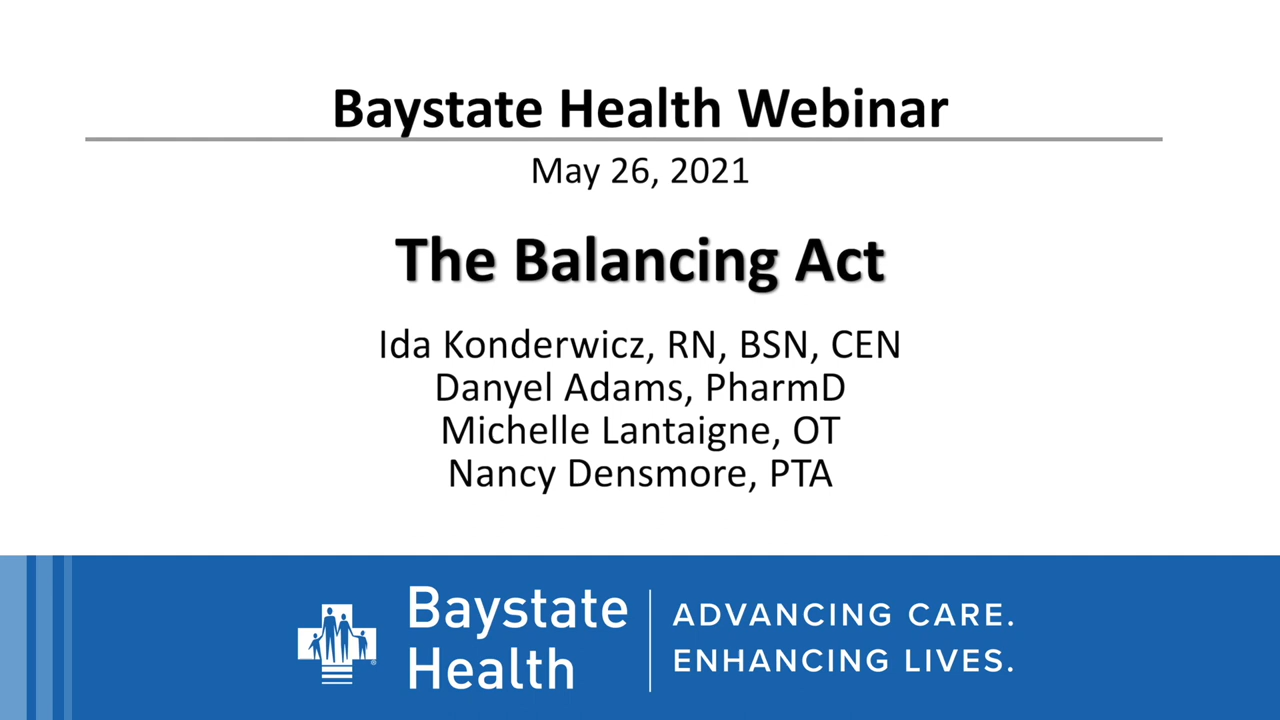 Baystate Health Webinar
May 26, 2021
The Balancing Act
Ida Konderwicz, RN, BSN, CEN
Danyel Adams, PharmD
Michelle Lantaigne, OT
Nancy Densmore, PTA
Baystate
Health
ADVANCING CARE.
ENHANCING LIVES.
®